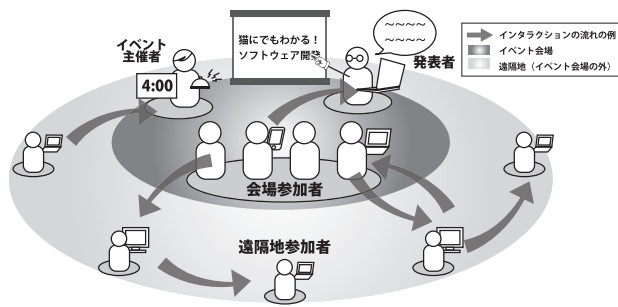 猫にでもわかる！
ソフトウェア開発
～～～～
～～～～
イベント
主催者
4:00
発表者
インタラクションの流れの例
イベント会場
遠隔地（イベント会場の外）
会場参加者
遠隔地参加者